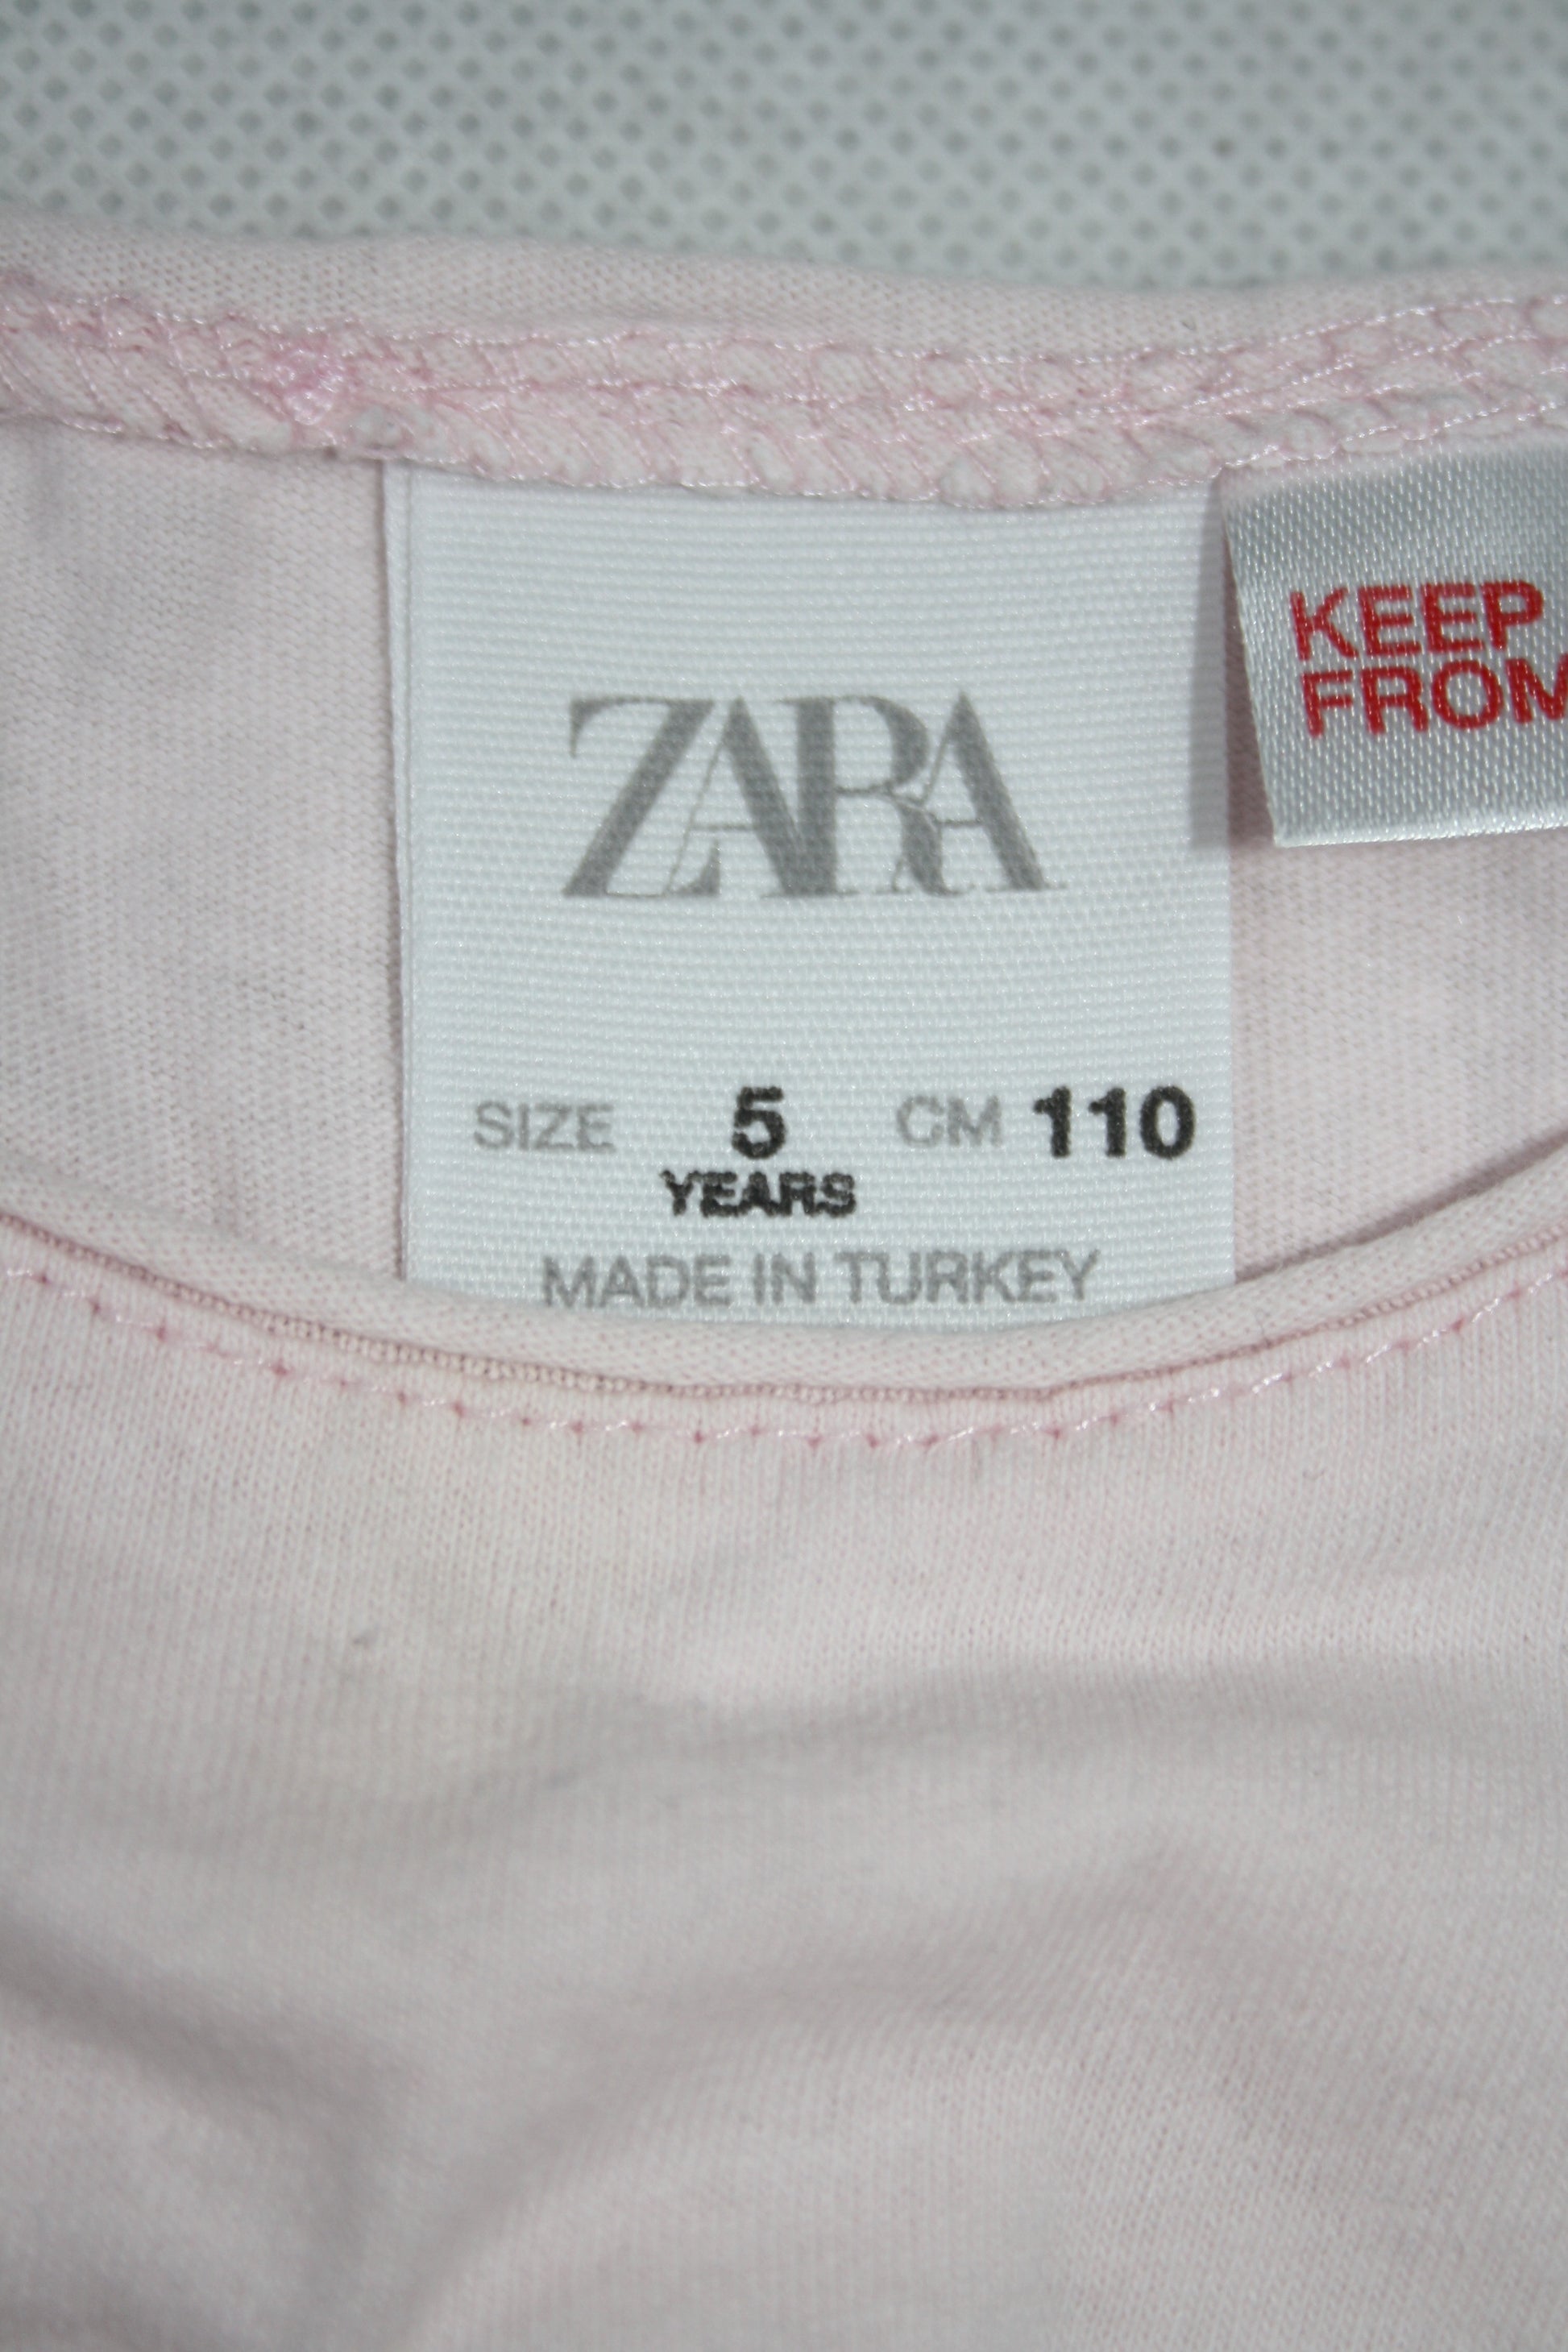 ZARA
SIZE 5 CM 110
YEARS
MADE IN TURKEY
KEEP
FROM